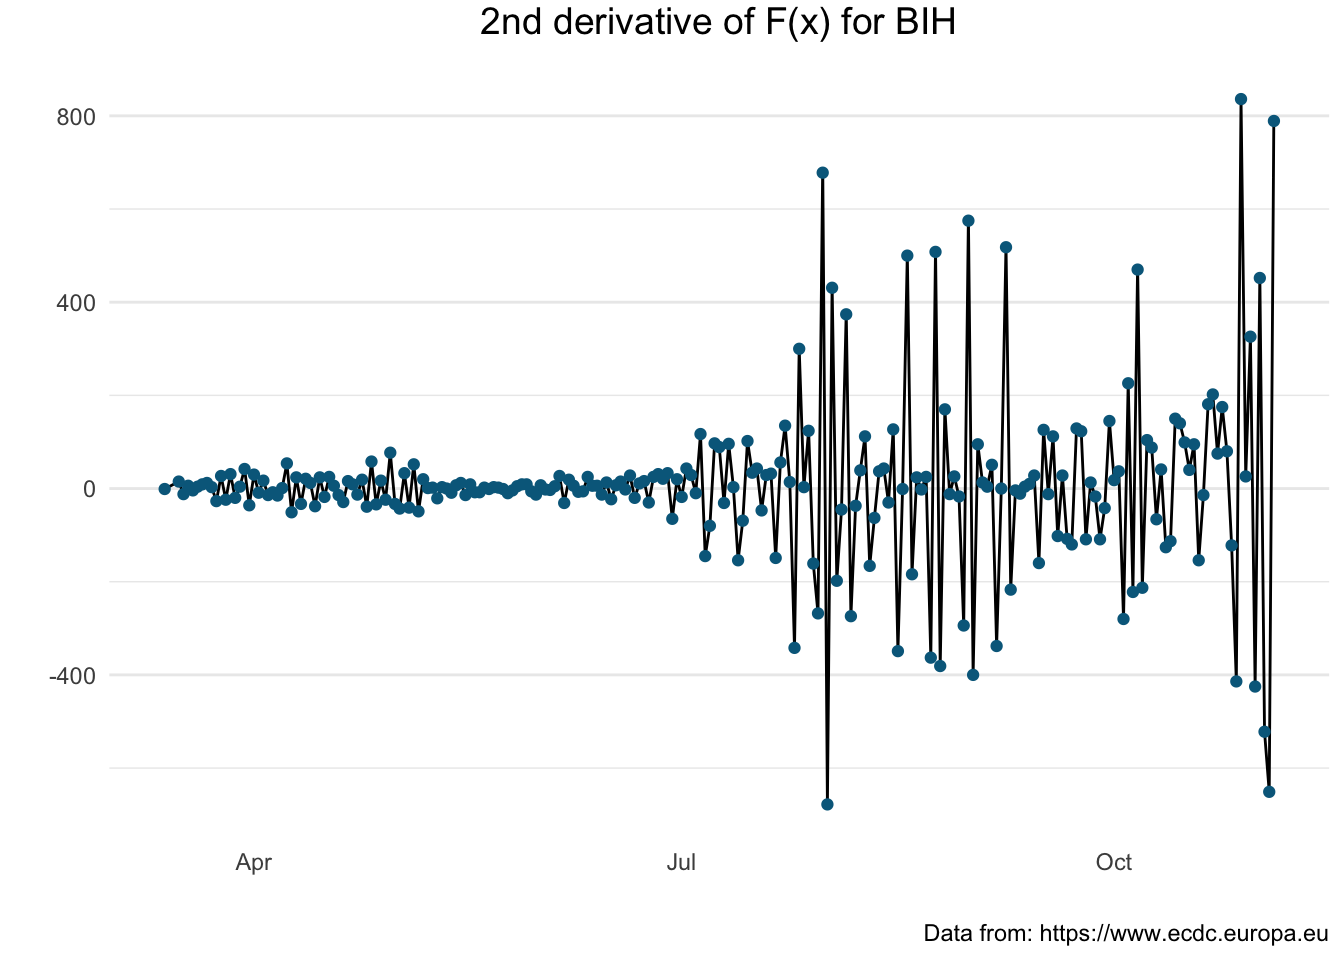 2nd derivative of F(x) for BIH
800
400
0
-400
Apr Jul Oct
Data from: https://www.ecdc.europa.eu